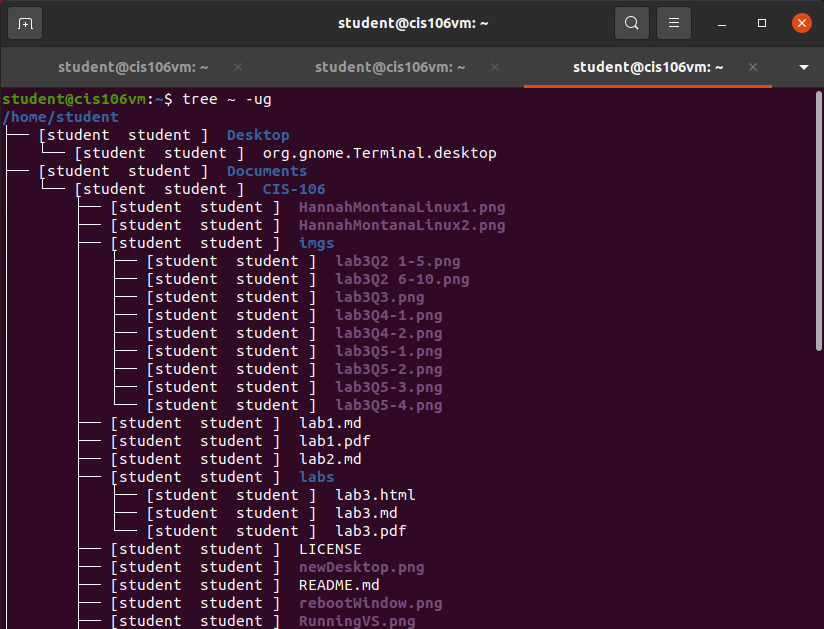 student@cis106vm: ~
student@cis106vm: ~ × student@cis106vm: ~ × student@cis106vm: ~ ×
student@cis106vm:~$ tree ~ -ug
/home/student
├── [student  student ]  Desktop
│   └── [student  student ]  org.gnome.Terminal.desktop
├── [student  student ]  Documents
│   └── [student  student ]  CIS-106
│       ├── [student  student ]  HannahMontanaLinux1.png
│       ├── [student  student ]  HannahMontanaLinux2.png
│       ├── [student  student ]  imgs
│       │   ├── [student  student ]  lab3Q2 1-5.png
│       │   ├── [student  student ]  lab3Q2 6-10.png
│       │   ├── [student  student ]  lab3Q3.png
│       │   ├── [student  student ]  lab3Q4-1.png
│       │   ├── [student  student ]  lab3Q4-2.png
│       │   ├── [student  student ]  lab3Q5-1.png
│       │   ├── [student  student ]  lab3Q5-2.png
│       │   ├── [student  student ]  lab3Q5-3.png
│       │   └── [student  student ]  lab3Q5-4.png
│       ├── [student  student ]  lab1.md
│       ├── [student  student ]  lab1.pdf
│       ├── [student  student ]  lab2.md
│       ├── [student  student ]  labs
│       │   ├── [student  student ]  lab3.html
│       │   ├── [student  student ]  lab3.md
│       │   └── [student  student ]  lab3.pdf
│       ├── [student  student ]  LICENSE
│       ├── [student  student ]  newDesktop.png
│       ├── [student  student ]  README.md
│       ├── [student  student ]  rebootWindow.png
│       ├── [student  student ]  RunningVS.png